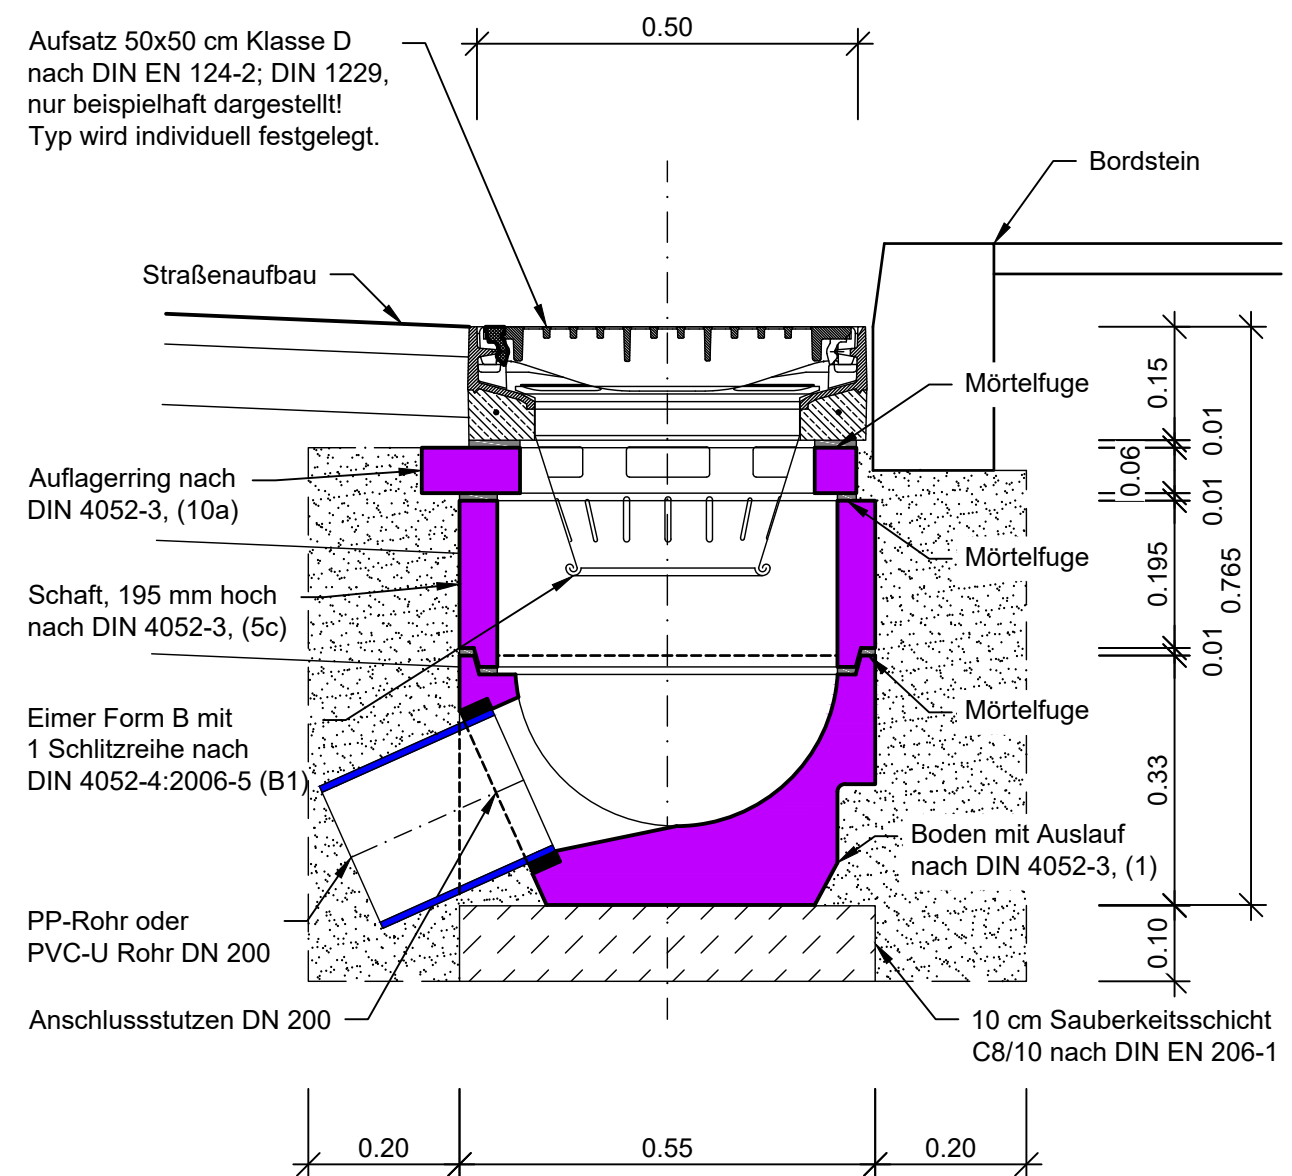 Aufsatz 50x50 cm Klasse D
nach DIN EN 124-2; DIN 1229,
nur beispielhaft dargestellt!
Typ wird individuell festgelegt.
0.50
Bordstein
Straßenaufbau
Mörtelfuge
0.15
0.01
0.06
0.01
Auflagerring nach
DIN 4052-3, (10a)
Mörtelfuge
0.195
0.765
Schaft, 195 mm hoch
nach DIN 4052-3, (5c)
0.01
Eimer Form B mit
1 Schlitzreihe nach
DIN 4052-4:2006-5 (B1)
Mörtelfuge
0.33
Boden mit Auslauf
nach DIN 4052-3, (1)
PP-Rohr oder
PVC-U Rohr DN 200
0.10
Anschlussstutzen DN 200
10 cm Sauberkeitsschicht
C8/10 nach DIN EN 206-1
0.20
0.55
0.20